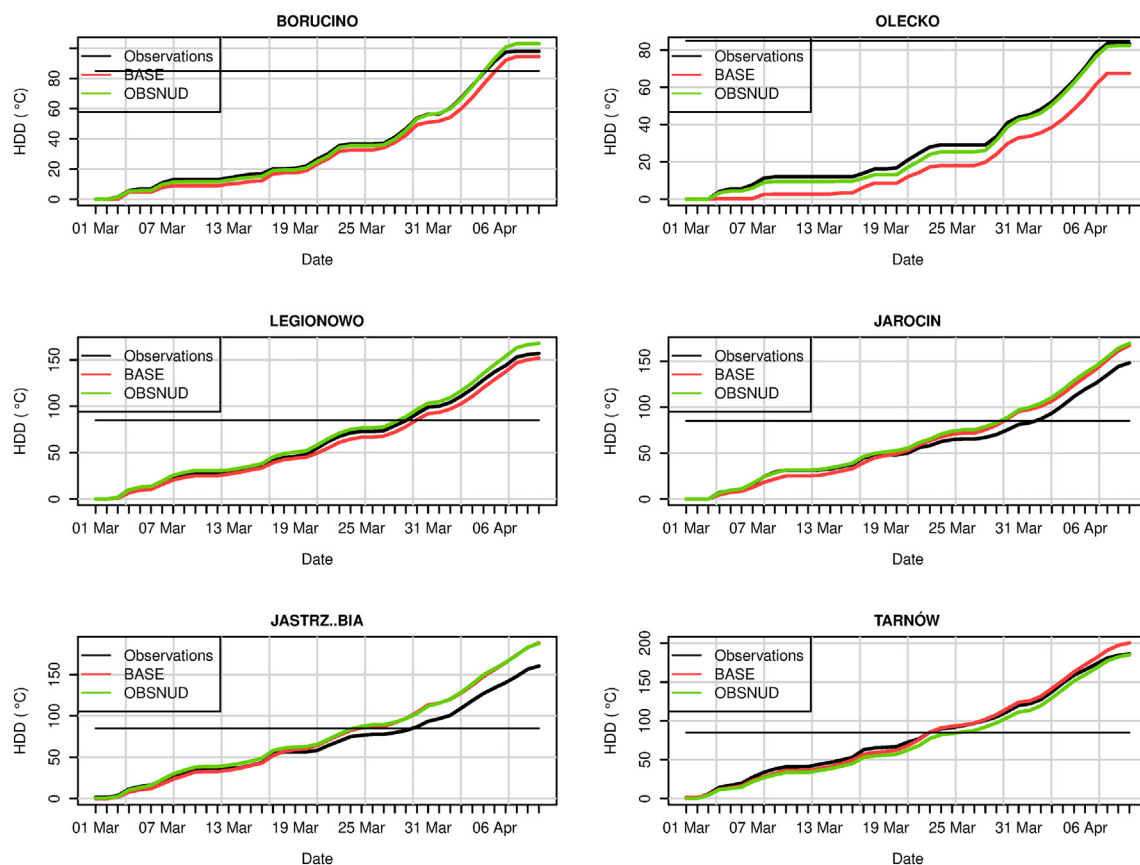 BORUCINO
HDD ( °C)
0 20 40 60 80
Observations
BASE
OBSNUD
01 Mar 07 Mar 13 Mar 19 Mar 25 Mar 31 Mar 06 Apr
Date
OLECKO
HDD ( °C)
0 20 40 60 80
Observations
BASE
OBSNUD
01 Mar 07 Mar 13 Mar 19 Mar 25 Mar 31 Mar 06 Apr
Date
LEGIONOWO
HDD ( °C)
0 50 100 150
Observations
BASE
OBSNUD
01 Mar 07 Mar 13 Mar 19 Mar 25 Mar 31 Mar 06 Apr
Date
JAROCIN
HDD ( °C)
0 50 100 150
Observations
BASE
OBSNUD
01 Mar 07 Mar 13 Mar 19 Mar 25 Mar 31 Mar 06 Apr
Date
JASTRZ..BIA
HDD ( °C)
0 50 100 150
Observations
BASE
OBSNUD
01 Mar 07 Mar 13 Mar 19 Mar 25 Mar 31 Mar 06 Apr
Date
TARNÓW
HDD ( °C)
0 50 100 150 200
Observations
BASE
OBSNUD
01 Mar 07 Mar 13 Mar 19 Mar 25 Mar 31 Mar 06 Apr
Date